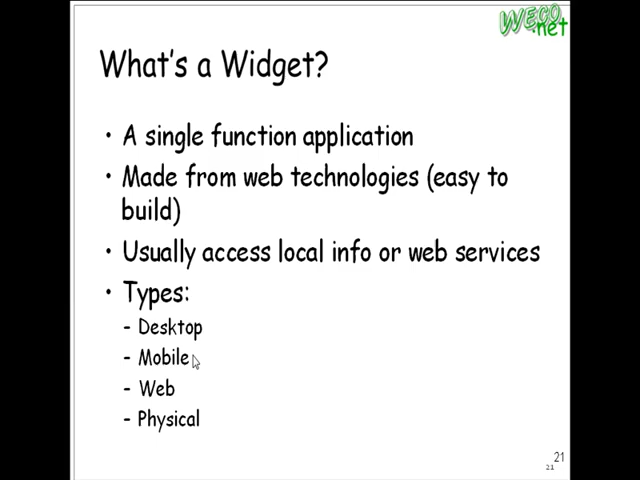 WECO
.net
What's a Widget?
• A single function application
• Made from web technologies (easy to
build)
• Usually access local info or web services
• Types:
– Desktop
– Mobile
– Web
– Physical
21
21